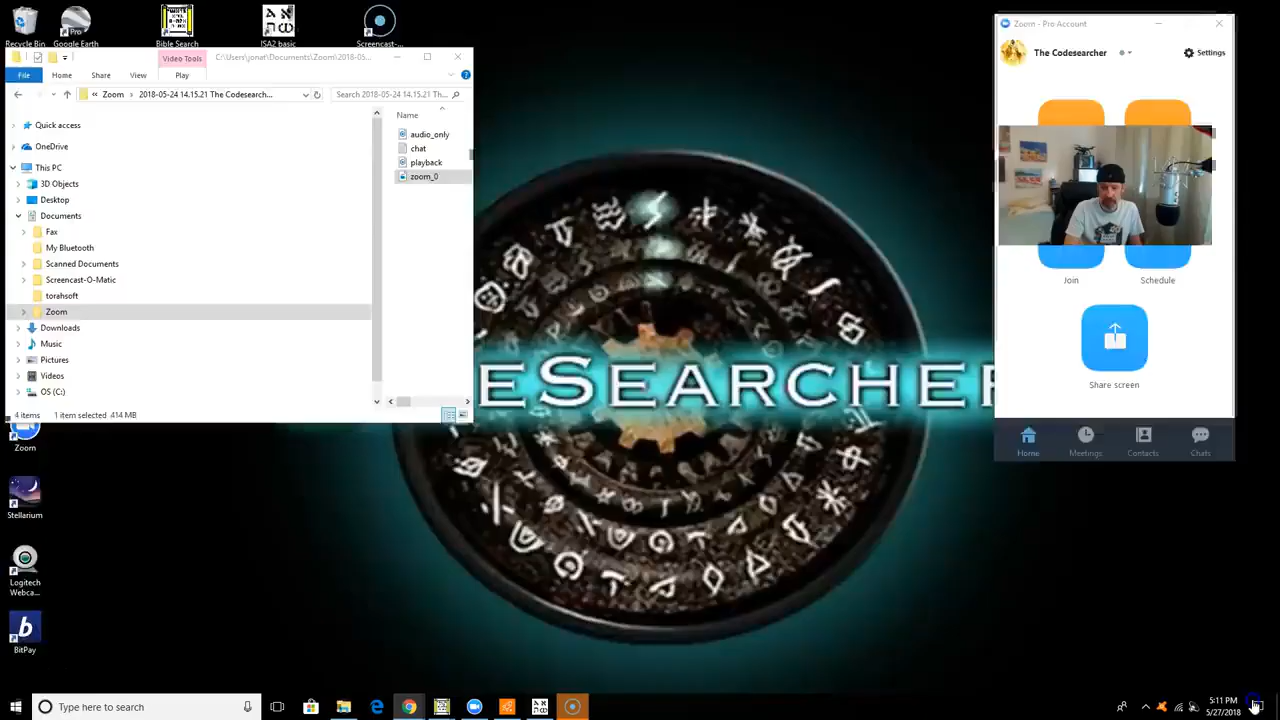 Recycle Bin
Google Earth Pro
Bible Search
ISA2 basic
Screencast-...
Video Tools
C:\Users\jonat\Documents\Zoom\2018-05...
File
Home
Share
View
Play
Zoom
2018-05-24 14.15.21 The Codesearch...
Search 2018-05-24 14.15.21 Th...
Quick access
OneDrive
This PC
3D Objects
Desktop
Documents
Fax
My Bluetooth
Scanned Documents
Screencast-O-Matic
torahsoft
Zoom
Downloads
Music
Pictures
Videos
OS (C:)
Name
audio_only
chat
playback
zoom_0
4 items 1 item selected 414 MB
Zoom
Stellarium
Logitech
Webca...
b
BitPay
ESEARCHER
Zoom - Pro Account
The Codesearcher
Settings
Join
Schedule
Share screen
Home
Meetings
Contacts
Chats
Type here to search
5:11 PM
5/27/2018